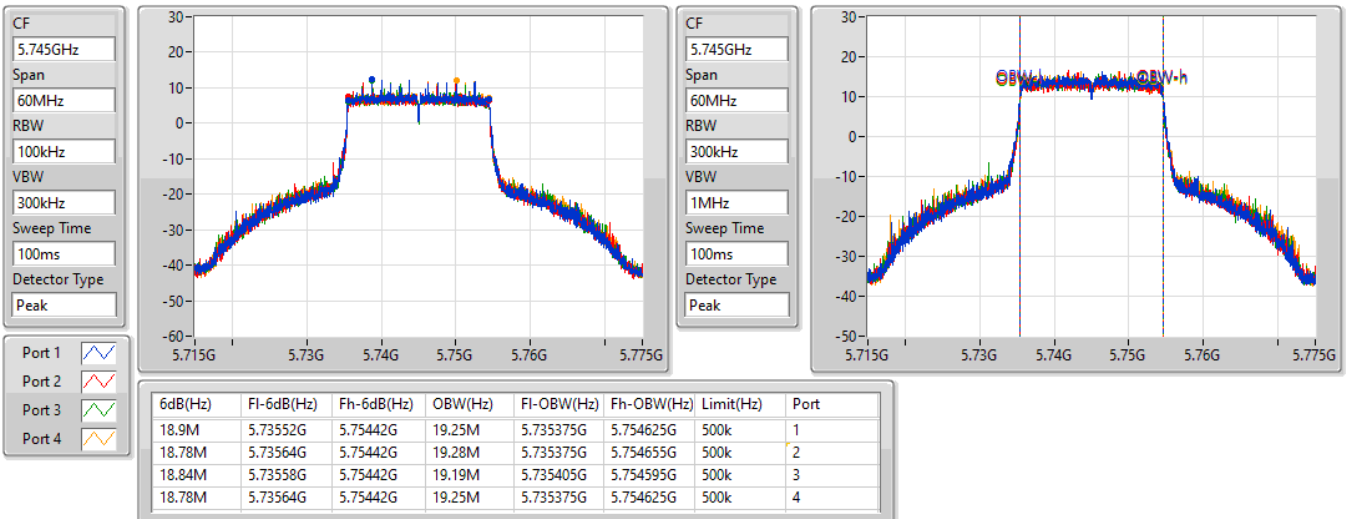 CF
5.745GHz
Span
60MHz
RBW
100kHz
VBW
300kHz
Sweep Time
100ms
Detector Type
Peak
30
20
10
0
-10
-20
-30
-40
-50
-60
5.715G 5.73G 5.74G 5.75G 5.76G 5.775G
CF
5.745GHz
Span
60MHz
RBW
300kHz
VBW
1MHz
Sweep Time
100ms
Detector Type
Peak
30
20
10
0
-10
-20
-30
-40
-50
OBW-h
5.715G 5.73G 5.74G 5.75G 5.76G 5.775G
Port 1
Port 2
Port 3
Port 4
6dB(Hz) Fl-6dB(Hz) Fh-6dB(Hz) OBW(Hz) Fl-OBW(Hz) Fh-OBW(Hz) Limit(Hz) Port
18.9M 5.73552G 5.75442G 19.25M 5.735375G 5.754625G 500k 1
18.78M 5.73564G 5.75442G 19.28M 5.735375G 5.754655G 500k 2
18.84M 5.73558G 5.75442G 19.19M 5.735405G 5.754595G 500k 3
18.78M 5.73564G 5.75442G 19.25M 5.735375G 5.754625G 500k 4